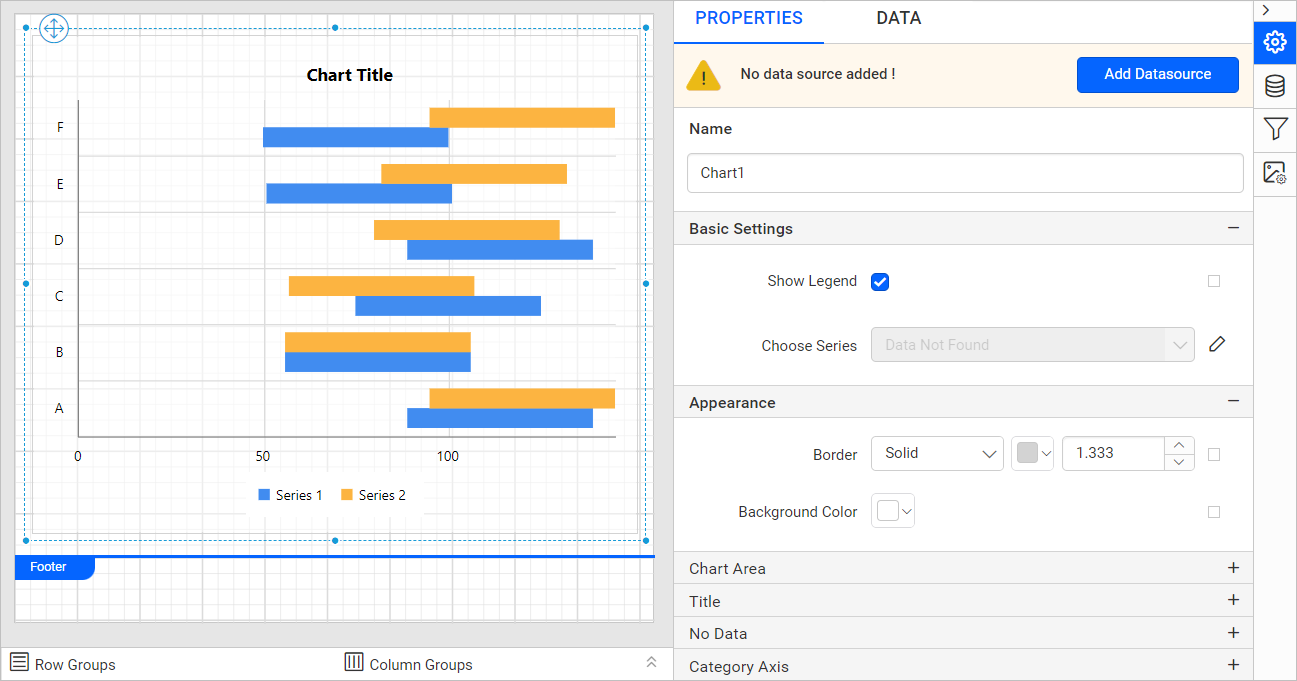 Chart Title
F
E
D
C
B
A
0 50 100
Series 1 Series 2
Footer
Row Groups Column Groups
PROPERTIES DATA
No data source added !
Add Datasource
Name
Chart1
Basic Settings
Show Legend
Choose Series Data Not Found
Appearance
Border Solid 1.333
Background Color
Chart Area
Title
No Data
Category Axis